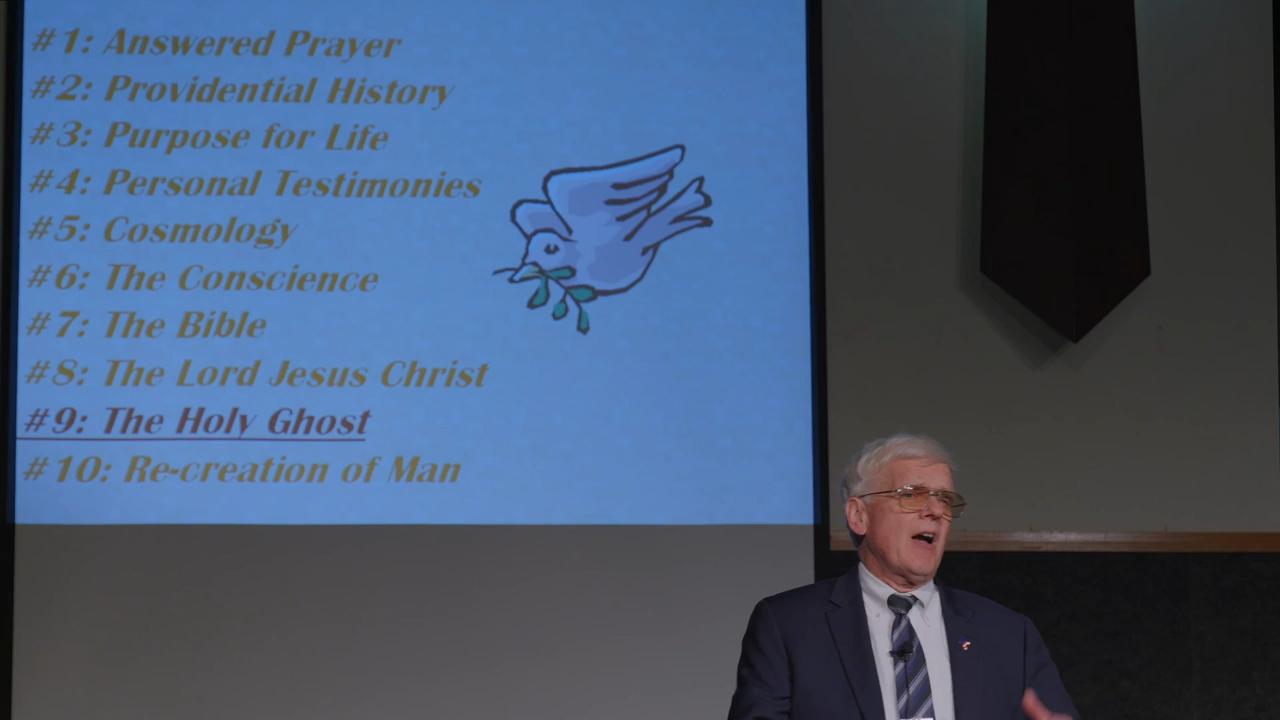 #1: Answered Prayer
#2: Providential History
#3: Purpose for Life
#4: Personal Testimonies
#5: Cosmology
#6: The Conscience
#7: The Bible
#8: The Lord Jesus Christ
#9: The Holy Ghost
#10: Re-creation of Man